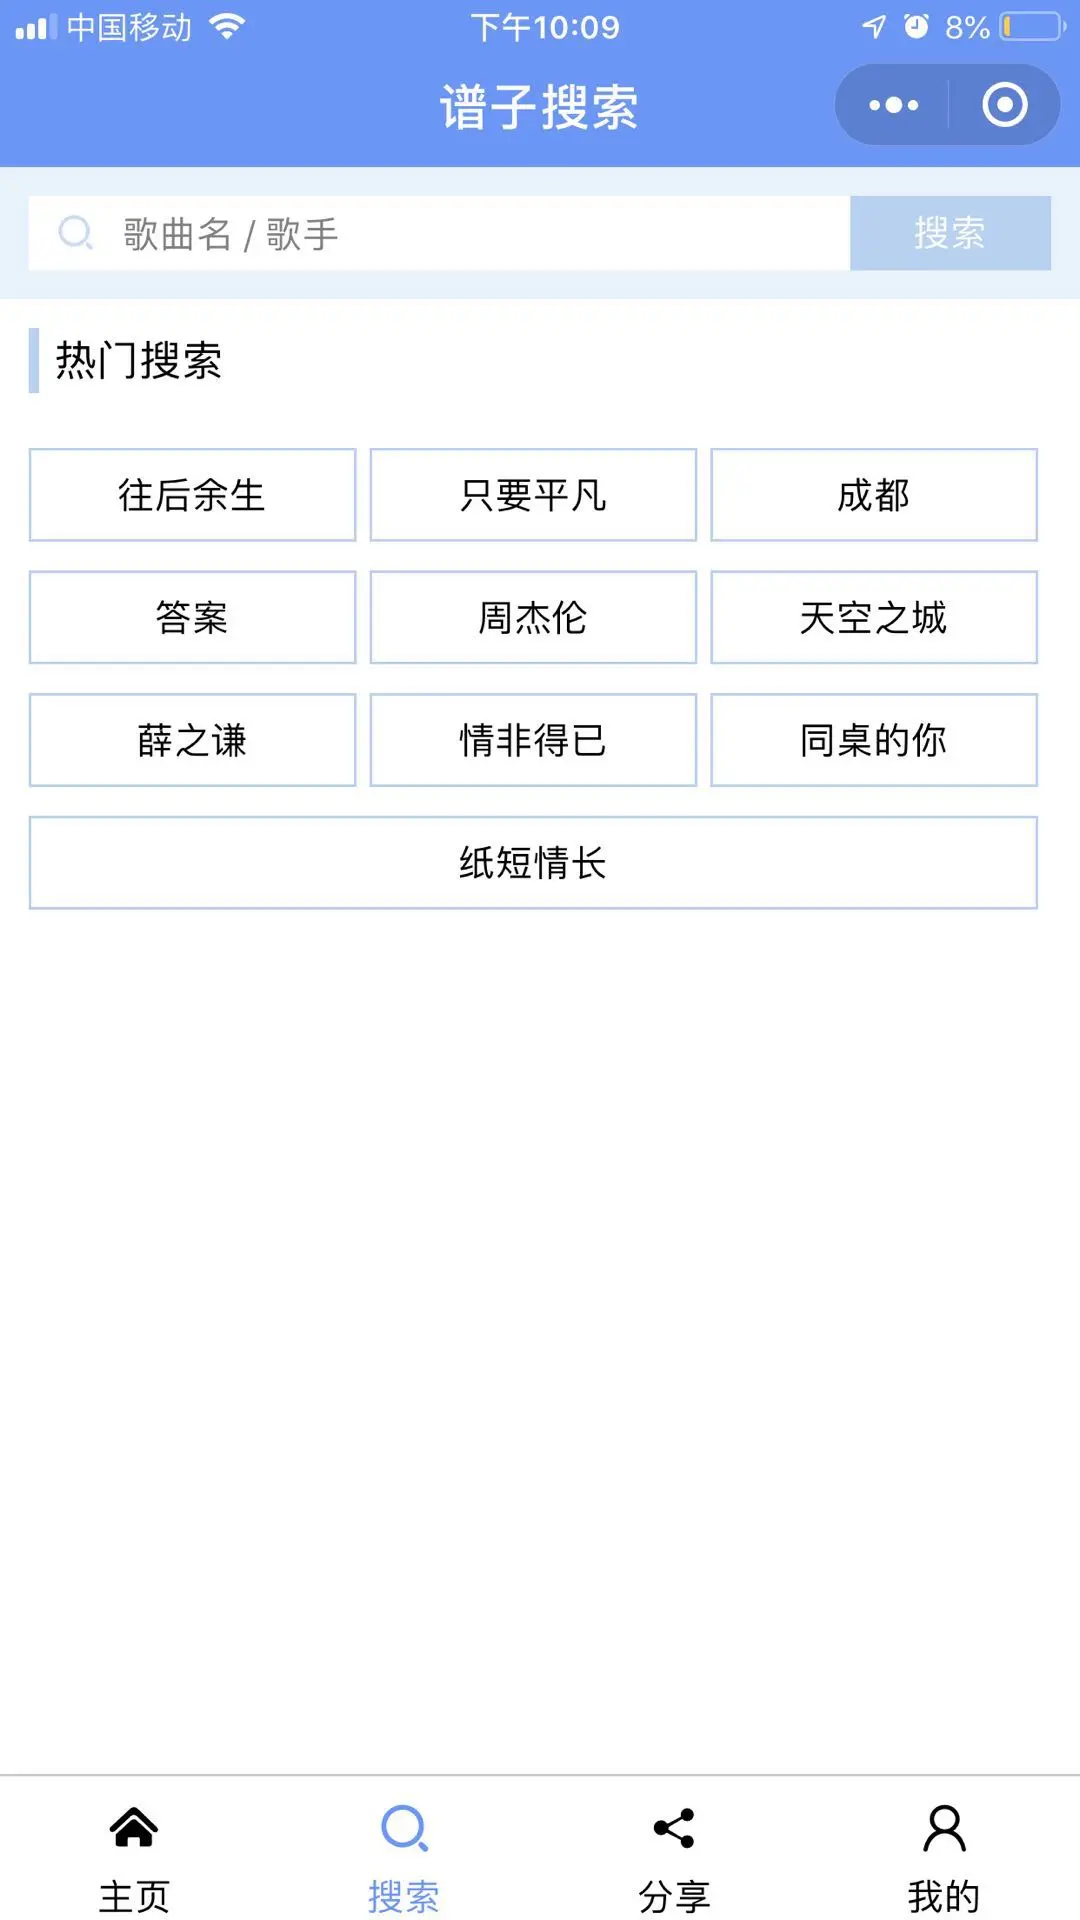 中国移动 下午10:09 8%
谱子搜索
歌曲名 / 歌手 搜索
热门搜索
往后余生 只要平凡 成都
答案 周杰伦 天空之城
薛之谦 情非得已 同桌的你
纸短情长
主页 搜索 分享 我的